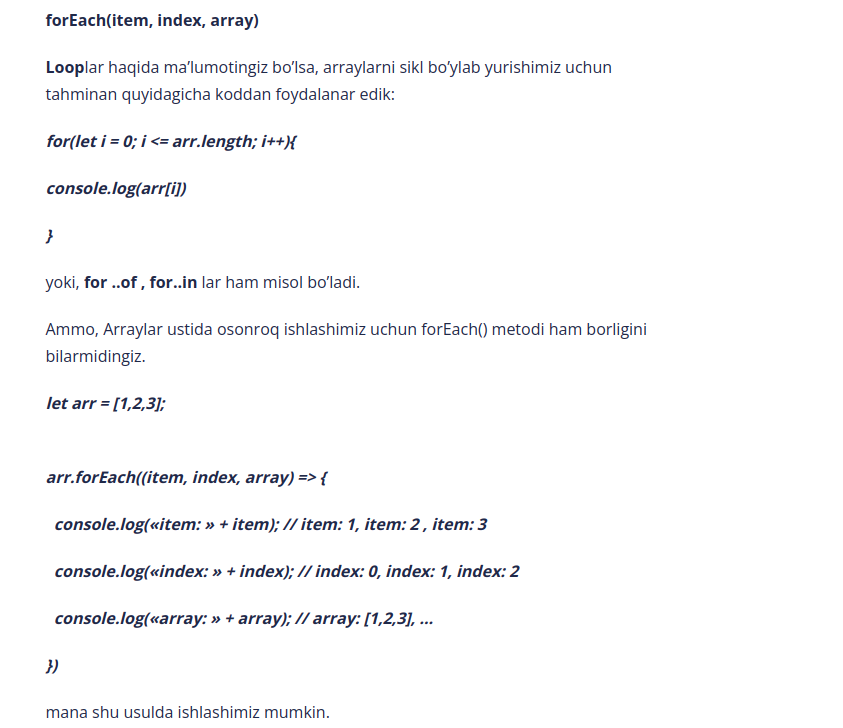 forEach(item, index, array)
Looplar haqida ma’lumotingiz bo’lsa, arraylarni sikl bo’ylab yurishimiz uchun
tahminan quyidagicha koddan foydalanar edik:
for(let i = 0; i <= arr.length; i++){
console.log(arr[i])
}
yoki, for ..of , for..in lar ham misol bo’ladi.
Ammo, Arraylar ustida osonroq ishlashimiz uchun forEach() metodi ham borligini
bilarmidingiz.
let arr = [1,2,3];
arr.forEach((item, index, array) => {
console.log(«item: » + item); // item: 1, item: 2 , item: 3
console.log(«index: » + index); // index: 0, index: 1, index: 2
console.log(«array: » + array); // array: [1,2,3], …
})
mana shu usulda ishlashimiz mumkin.